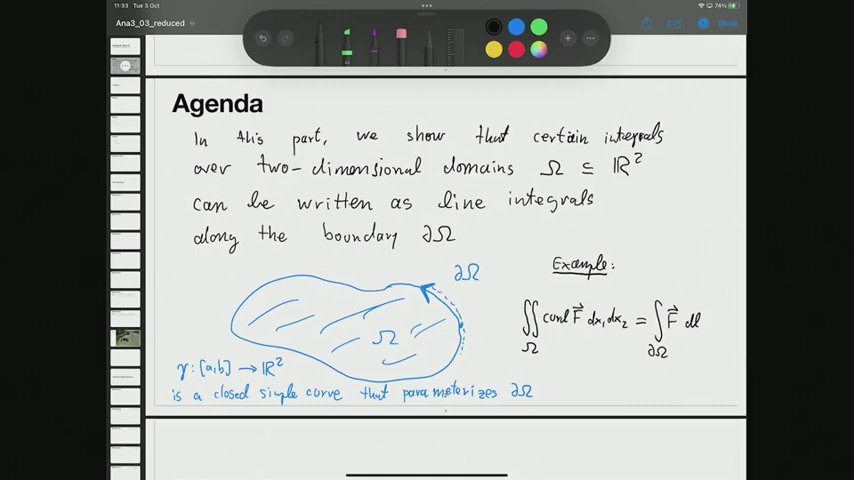 11:33 Tue 3 Oct
74%
Ana3_03_reduced
Done
Agenda
In this part, we show that certain integrals
over two-dimensional domains Ω ⊆ ℝ²
can be written as line integrals
along the boundary ∂Ω
∂Ω
Example:
Ω
∬_Ω curl F⃗ dx₁dx₂ = ∫_∂Ω F⃗ dl
γ: [a,b] → ℝ²
is a closed simple curve that parameterizes ∂Ω